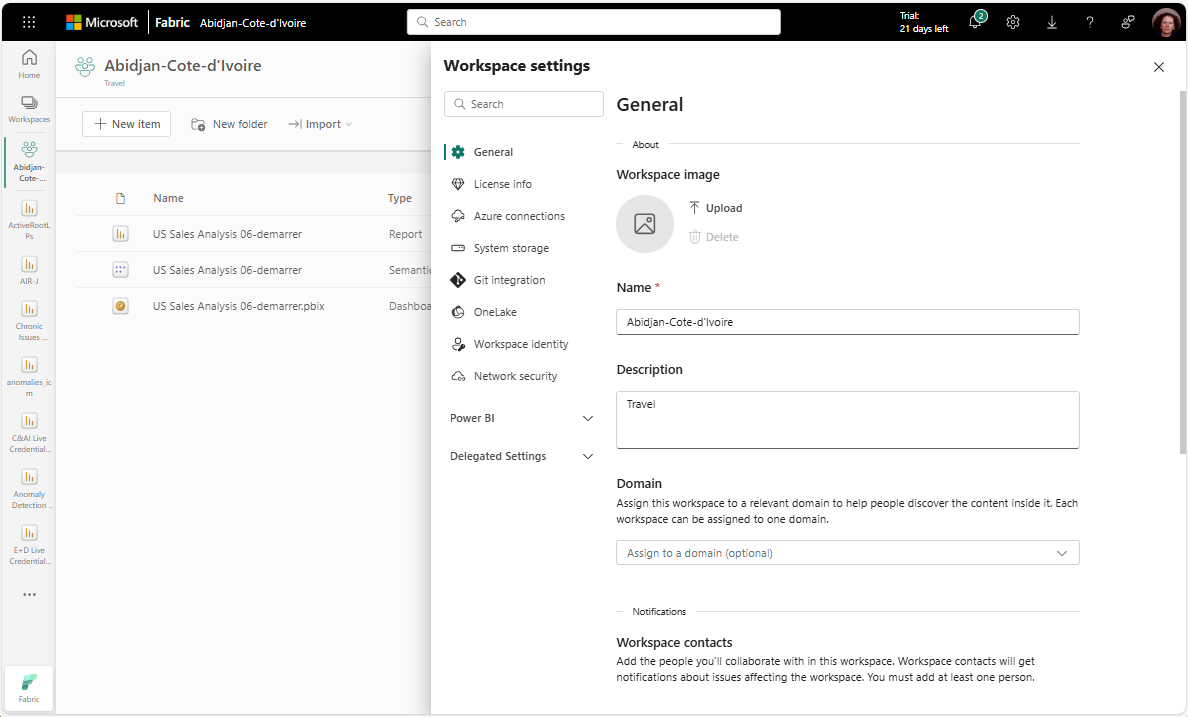 Microsoft
Fabric
Abidjan-Cote-d'Ivoire
Search
Trial:
21 days left
2
Home
Workspaces
Abidjan-
Cote-...
ActiveRootL
Ps
AIR-J
Chronic
Issues ...
anomalies_ic
m
C&AI Live
Credential...
Anomaly
Detection ..
E+D Live
Credential...
Fabric
Abidjan-Cote-d'Ivoire
Travel
New item
New folder
Import
Name
Type
US Sales Analysis 06-demarrer
Report
US Sales Analysis 06-demarrer
Semantic
US Sales Analysis 06-demarrer.pbix
Dashboa
Workspace settings
Search
General
License info
Azure connections
System storage
Git integration
OneLake
Workspace identity
Network security
Power BI
Delegated Settings
General
About
Workspace image
Upload
Delete
Name *
Abidjan-Cote-d'Ivoire
Description
Travel
Domain
Assign this workspace to a relevant domain to help people discover the content inside it. Each
workspace can be assigned to one domain.
Assign to a domain (optional)
Notifications
Workspace contacts
Add the people you'll collaborate with in this workspace. Workspace contacts will get
notifications about issues affecting the workspace. You must add at least one person.